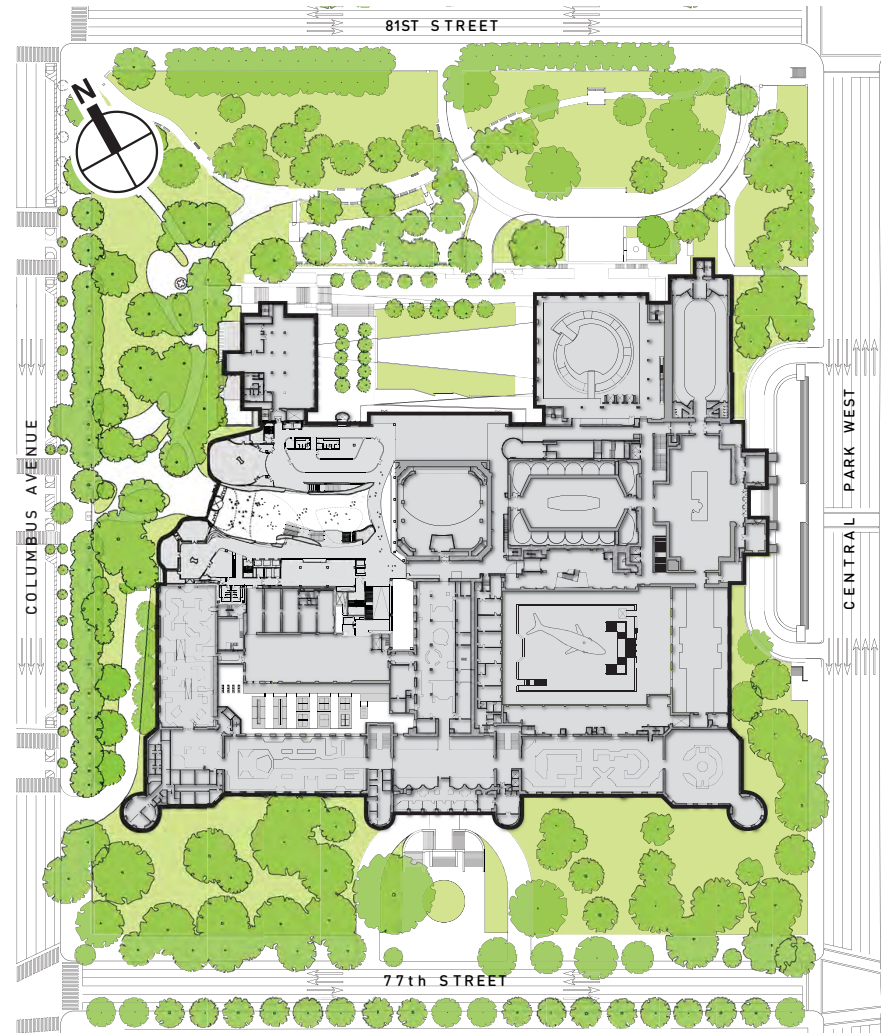 81ST STREET
N
COLUMBUS AVENUE
CENTRAL PARK WEST
77th STREET